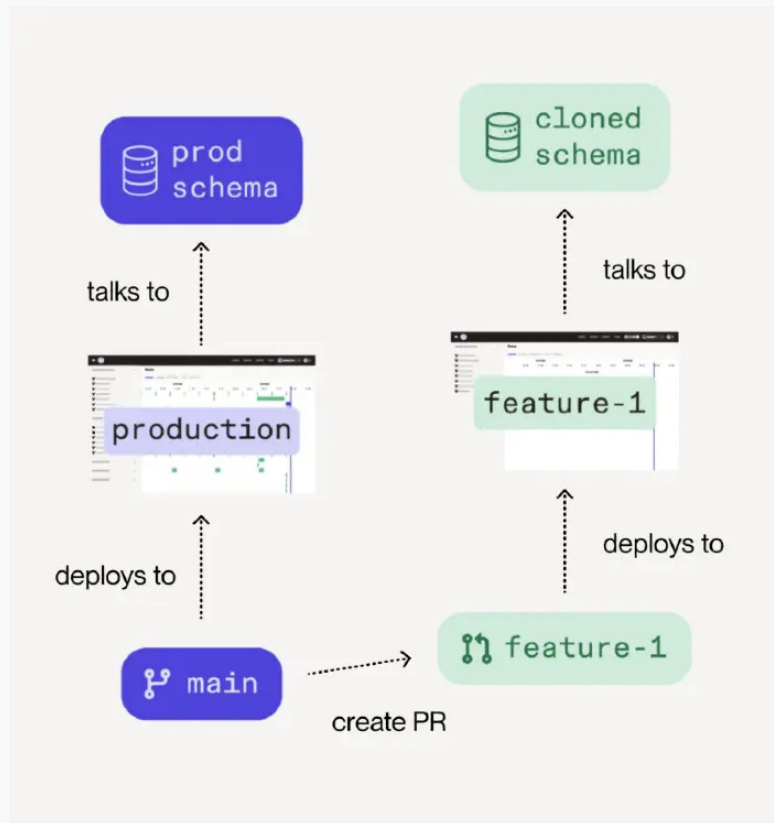 prod
schema
cloned
schema
talks to
talks to
production
feature-1
deploys to
deploys to
main
feature-1
create PR